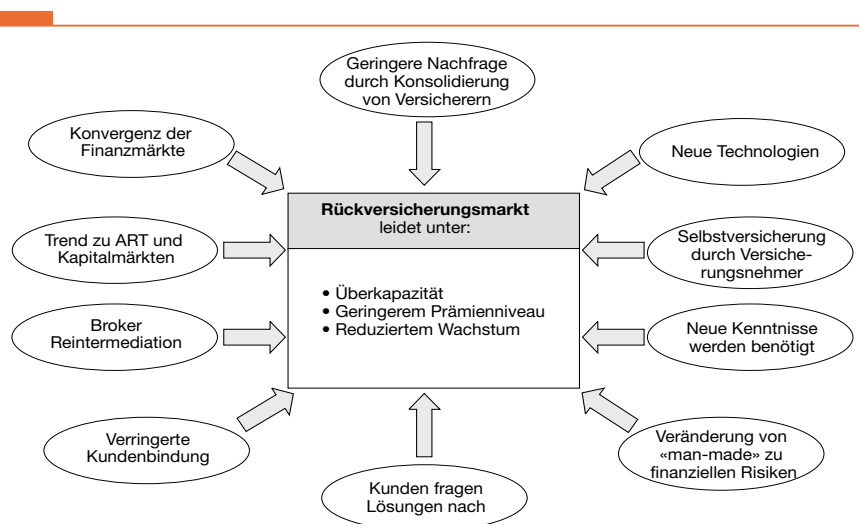 Geringere Nachfrage
durch Konsolidierung
von Versicherern
Konvergenz der
Finanzmärkte
Neue Technologien
Rückversicherungsmarkt
leidet unter:
Trend zu ART und
Kapitalmärkten
Selbstversicherung
durch Versiche-
rungsnehmer
• Überkapazität
• Geringerem Prämienniveau
• Reduziertem Wachstum
Broker
Reintermediation
Neue Kenntnisse
werden benötigt
Verringerte
Kundenbindung
Veränderung von
«man-made» zu
finanziellen Risiken
Kunden fragen
Lösungen nach